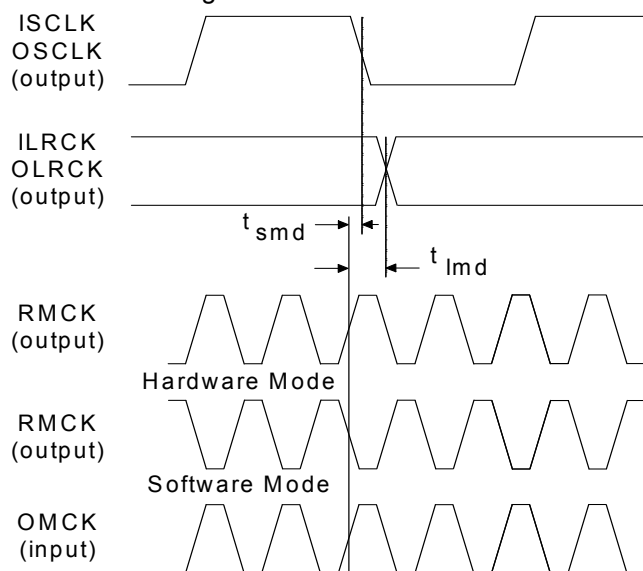 ISCLK
OSCLK
(output)
ILRCK
OLRCK
(output)
t smd
t lmd
RMCK
(output)
Hardware Mode
RMCK
(output)
Software Mode
OMCK
(input)